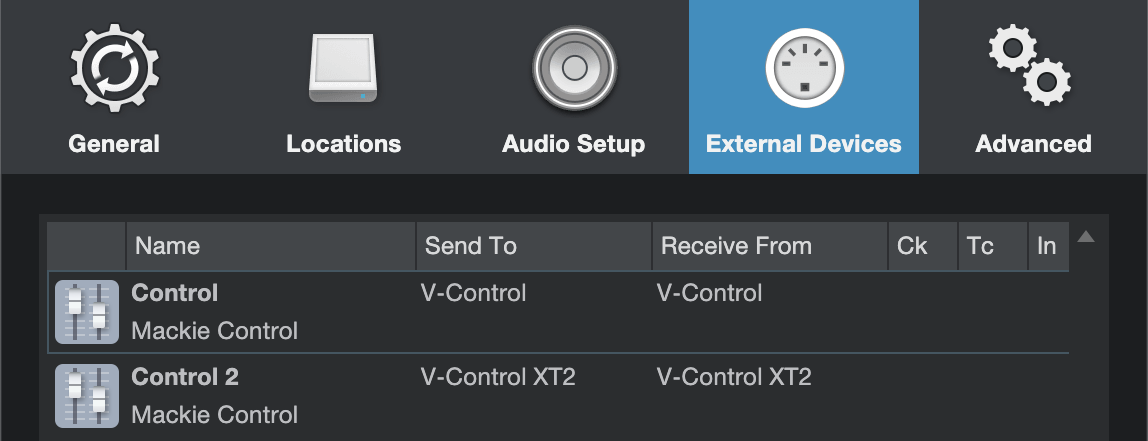 General Locations Audio Setup External Devices Advanced
Name Send To Receive From Ck Tc In
Control V-Control V-Control
Mackie Control
Control 2 V-Control XT2 V-Control XT2
Mackie Control